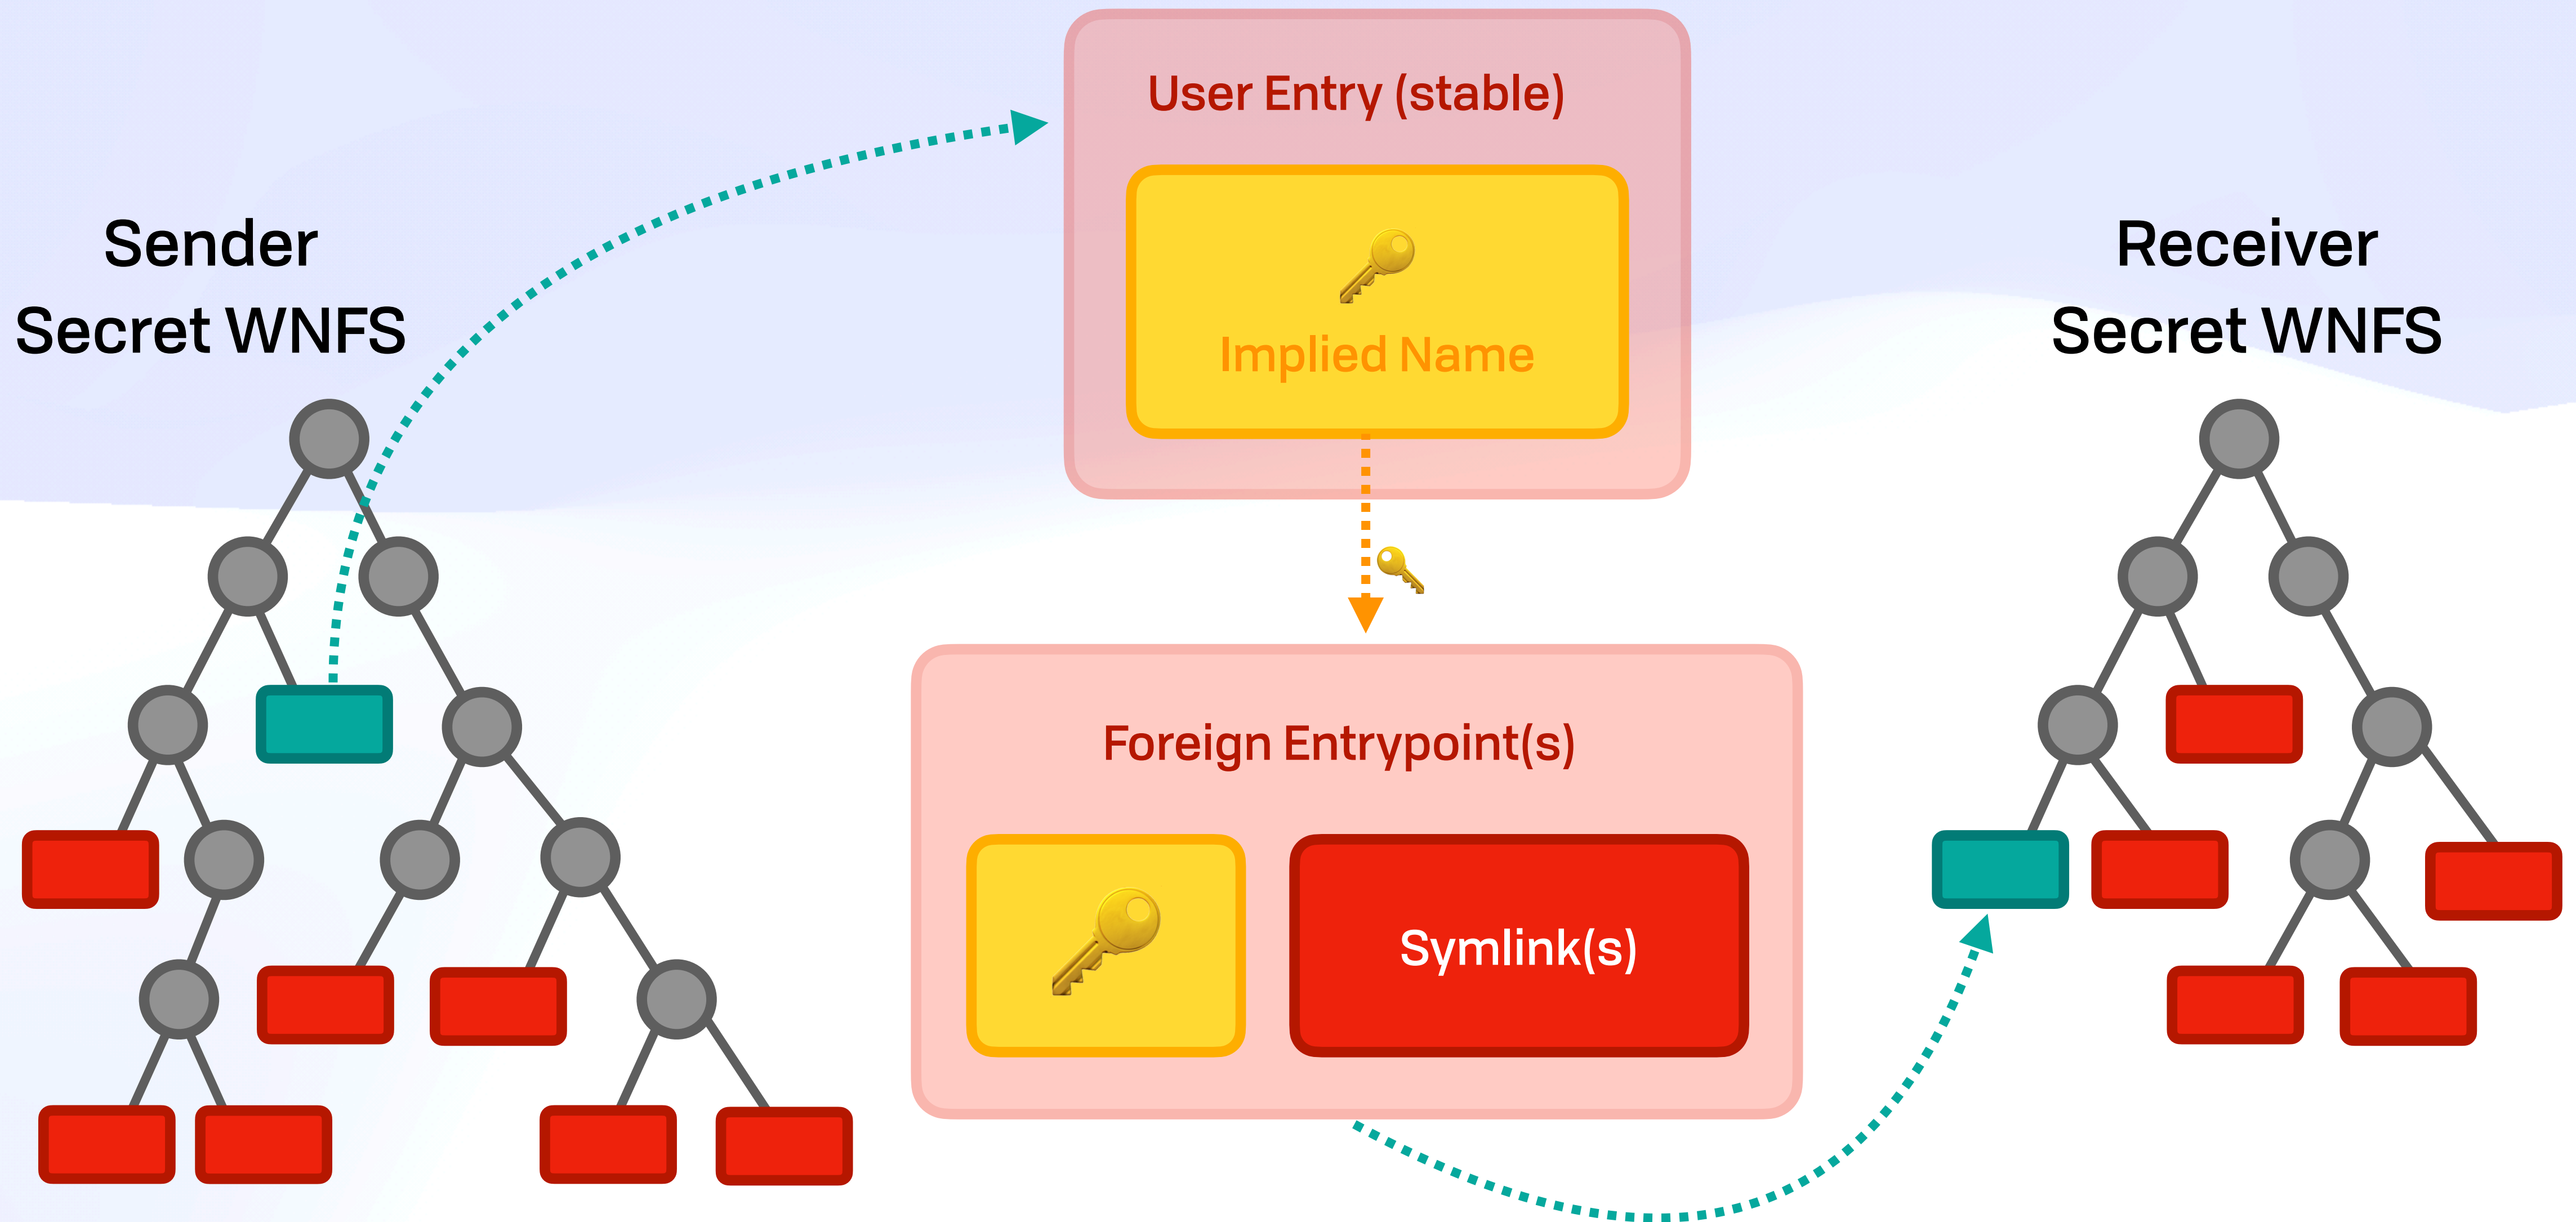 Sender
Secret WNFS
User Entry (stable)
Implied Name
Foreign Entrypoint(s)
Symlink(s)
Receiver
Secret WNFS